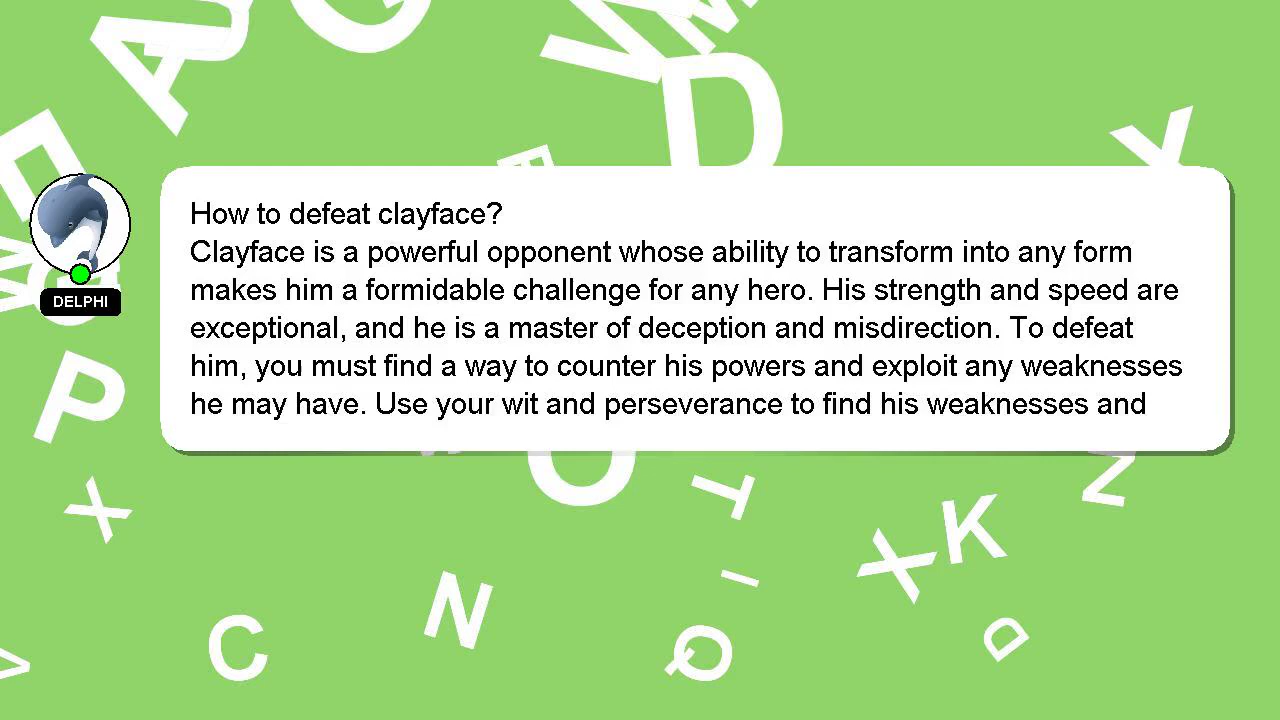 How to defeat clayface?
Clayface is a powerful opponent whose ability to transform into any form
makes him a formidable challenge for any hero. His strength and speed are
exceptional, and he is a master of deception and misdirection. To defeat
him, you must find a way to counter his powers and exploit any weaknesses
he may have. Use your wit and perseverance to find his weaknesses and
DELPHI
A
G
D
X
P
X
T
N
K
X
I
N
C
Q
D
V